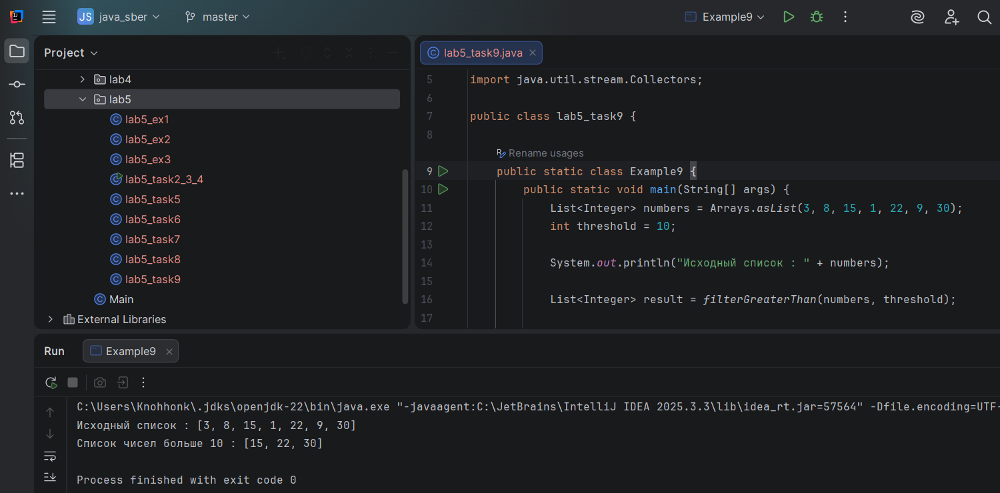 JS java_sber master Example9
Project
lab4
lab5
lab5_ex1
lab5_ex2
lab5_ex3
lab5_task2_3_4
lab5_task5
lab5_task6
lab5_task7
lab5_task8
lab5_task9
Main
External Libraries
lab5_task9.java
5 import java.util.stream.Collectors;
6
7 public class lab5_task9 {
8
Rename usages
9 public static class Example9 {
10 public static void main(String[] args) {
11 List<Integer> numbers = Arrays.asList(3, 8, 15, 1, 22, 9, 30);
12 int threshold = 10;
13
14 System.out.println("Исходный список : " + numbers);
15
16 List<Integer> result = filterGreaterThan(numbers, threshold);
17
Run Example9
C:\Users\Knohhonk\.jdks\openjdk-22\bin\java.exe "-javaagent:C:\JetBrains\IntelliJ IDEA 2025.3.3\lib\idea_rt.jar=57564" -Dfile.encoding=UTF-
Исходный список : [3, 8, 15, 1, 22, 9, 30]
Список чисел больше 10 : [15, 22, 30]
Process finished with exit code 0